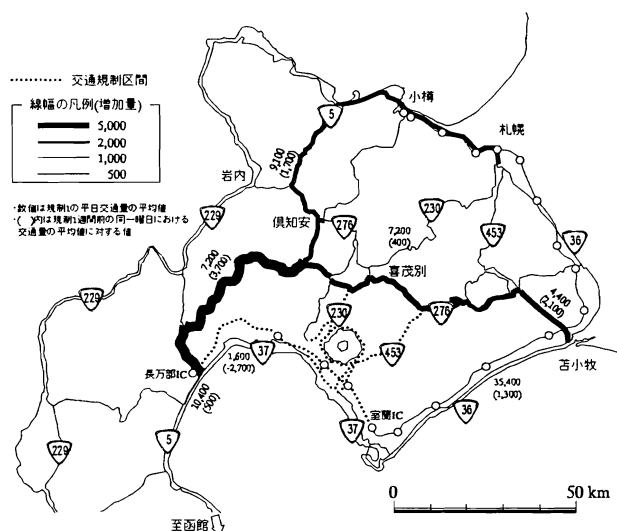 交通規制区間
線幅の凡例(増加量)
5,000
2,000
1,000
500
・数値は規制1の平日交通量の平均値
・( )内は規制1週間前の同一曜日における
交通量の平均値に対する値
小樽
札幌
5
9,100
(1,700)
岩内
229
倶知安
276
230
7,200
(400)
453
36
喜茂別
7,200
(3,700)
229
276
4,400
(2,100)
230
453
苫小牧
長万部IC
1,600
(-2,700)
37
10,400
(500)
35,400
(1,300)
36
室蘭IC
37
229
5
至函館
0
50 km